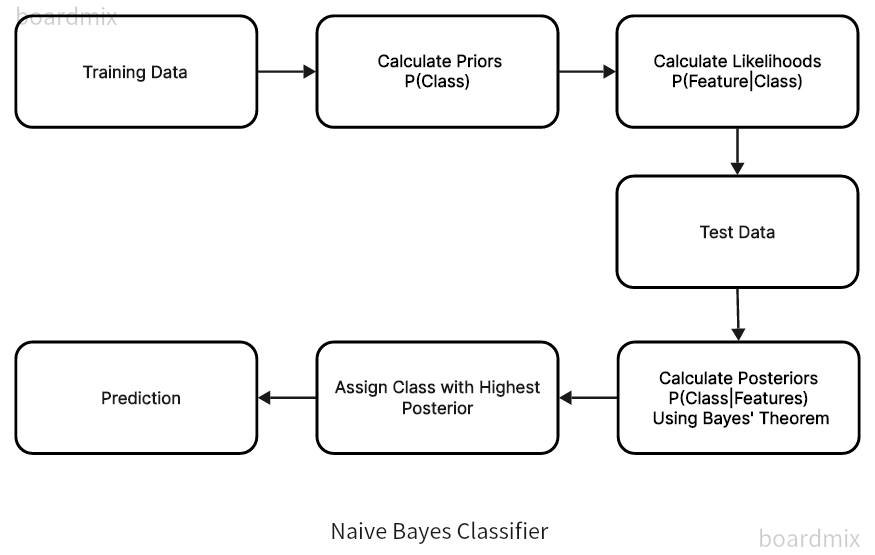 boardmix
Training Data
Calculate Priors
P(Class)
Calculate Likelihoods
P(Feature|Class)
Test Data
Calculate Posteriors
P(Class|Features)
Using Bayes' Theorem
Assign Class with Highest
Posterior
Prediction
Naive Bayes Classifier
boardmix